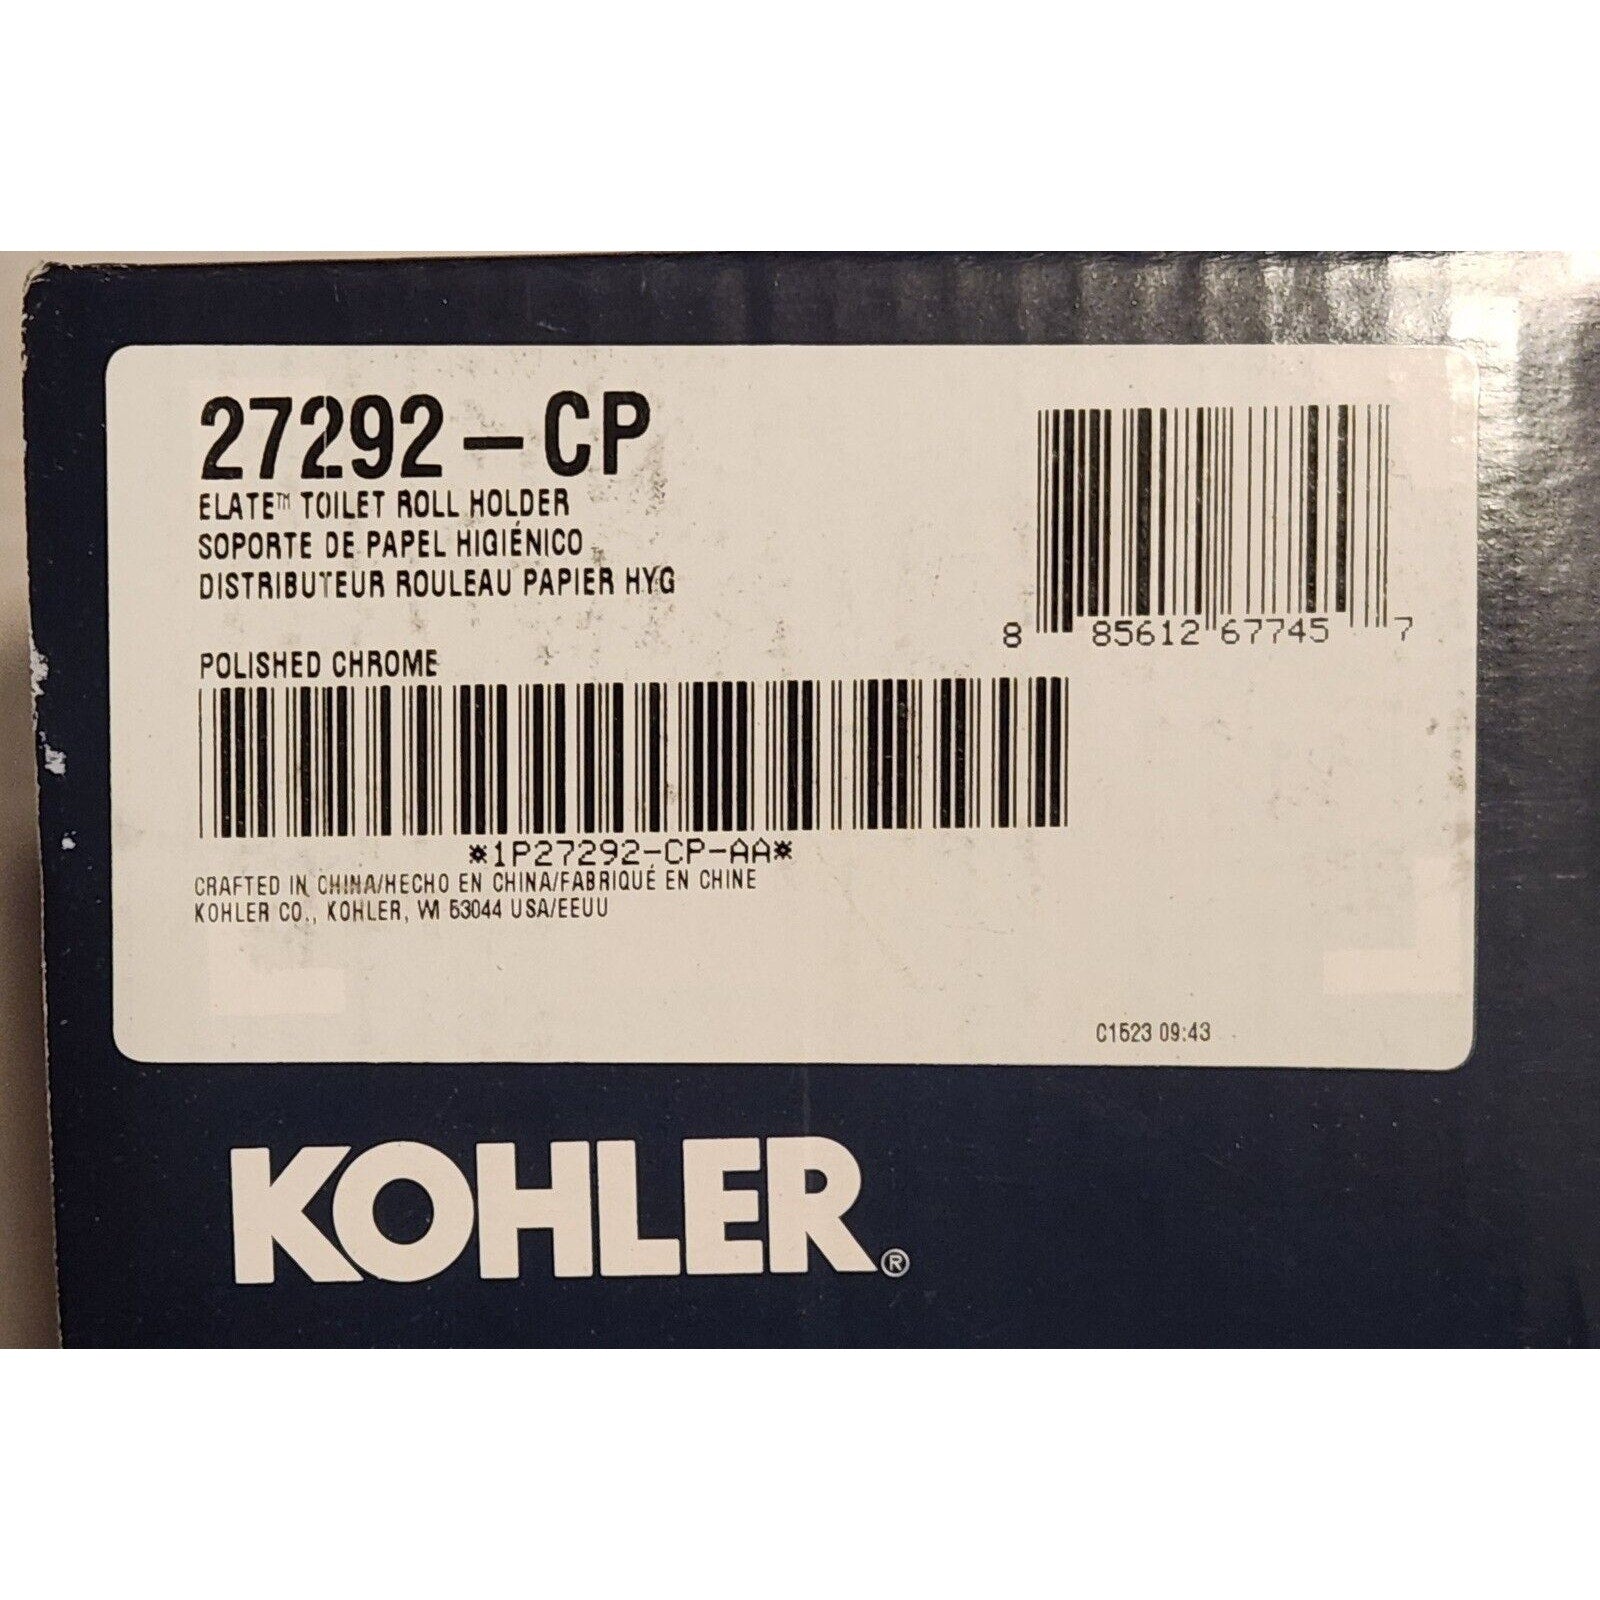 27292-CP
ELATE™ TOILET ROLL HOLDER
SOPORTE DE PAPEL HIGIÉNICO
DISTRIBUTEUR ROULEAU PAPIER HYG
8 85612 67745 7
POLISHED CHROME
*1P27292-CP-AA*
CRAFTED IN CHINA/HECHO EN CHINA/FABRIQUÉ EN CHINE
KOHLER CO., KOHLER, WI 53044 USA/EEUU
C1523 09:43
KOHLER®